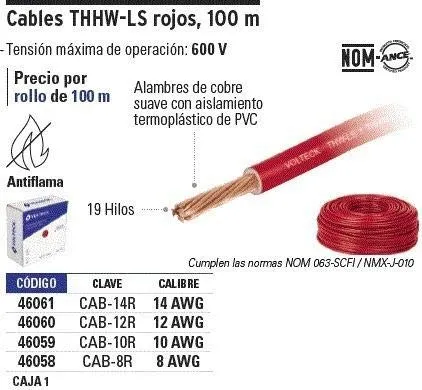 Cables THHW-LS rojos, 100 m
- Tensión máxima de operación: 600 V
NOM-ANCE
Precio por
rollo de 100 m
Alambres de cobre
suave con aislamiento
termoplástico de PVC
VOLTECK THW-LS
Antiflama
VOLTECK
19 Hilos
Cumplen las normas NOM 063-SCFI / NMX-J-010
CÓDIGO CLAVE CALIBRE
46061 CAB-14R 14 AWG
46060 CAB-12R 12 AWG
46059 CAB-10R 10 AWG
46058 CAB-8R 8 AWG
CAJA 1